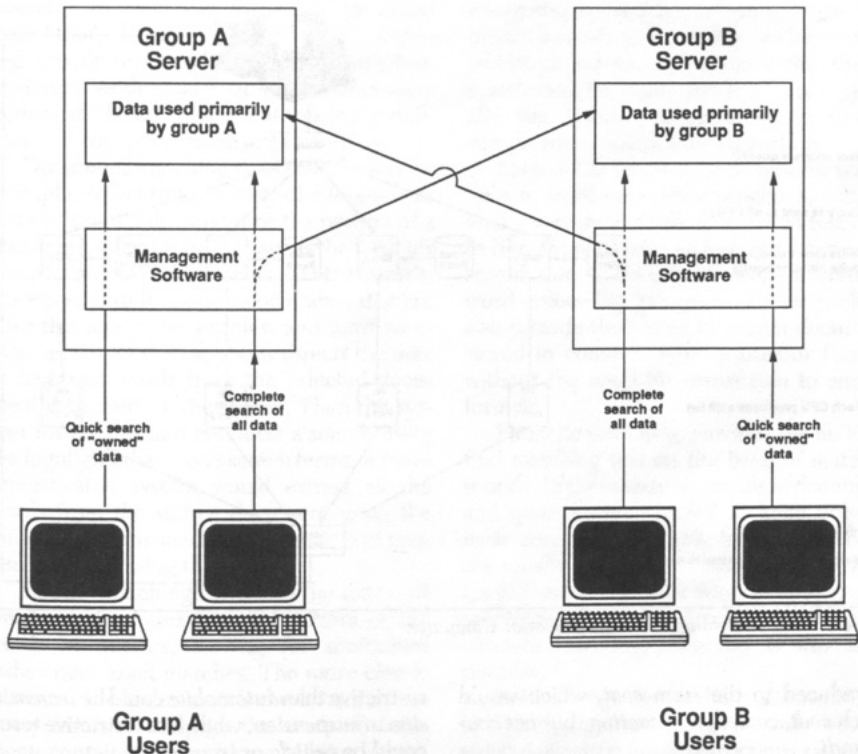 Group A
Server
Data used primarily
by group A
Management
Software
Quick search
of "owned"
data
Complete
search of
all data
Group A
Users
Group B
Server
Data used primarily
by group B
Management
Software
Complete
search of
all data
Quick search
of "owned"
data
Group B
Users